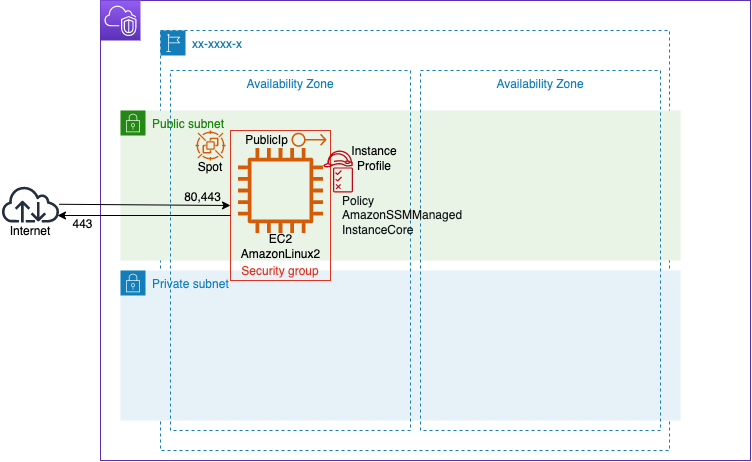 xx-xxxx-x
Availability Zone
Availability Zone
Public subnet
PublicIp
Spot
Instance
Profile
Policy
AmazonSSMManaged
InstanceCore
80,443
443
Internet
EC2
AmazonLinux2
Security group
Private subnet